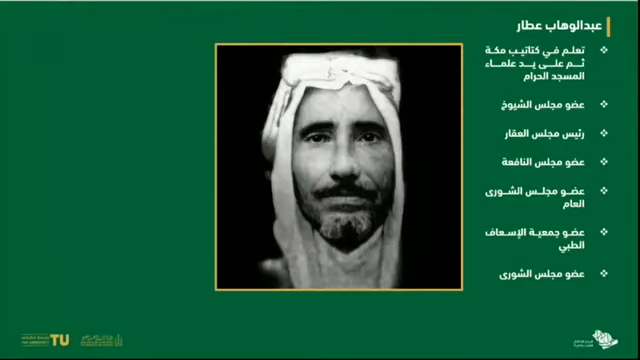 عبدالوهاب عطار
تعلم في كتاتيب مكة
ثم على يد علماء
المسجد الحرام
عضو مجلس الشيوخ
رئيس مجلس العقار
عضو مجلس النافعة
عضو مجلس الشورى
العام
عضو جمعية الإسعاف
الطبي
عضو مجلس الشورى
TU